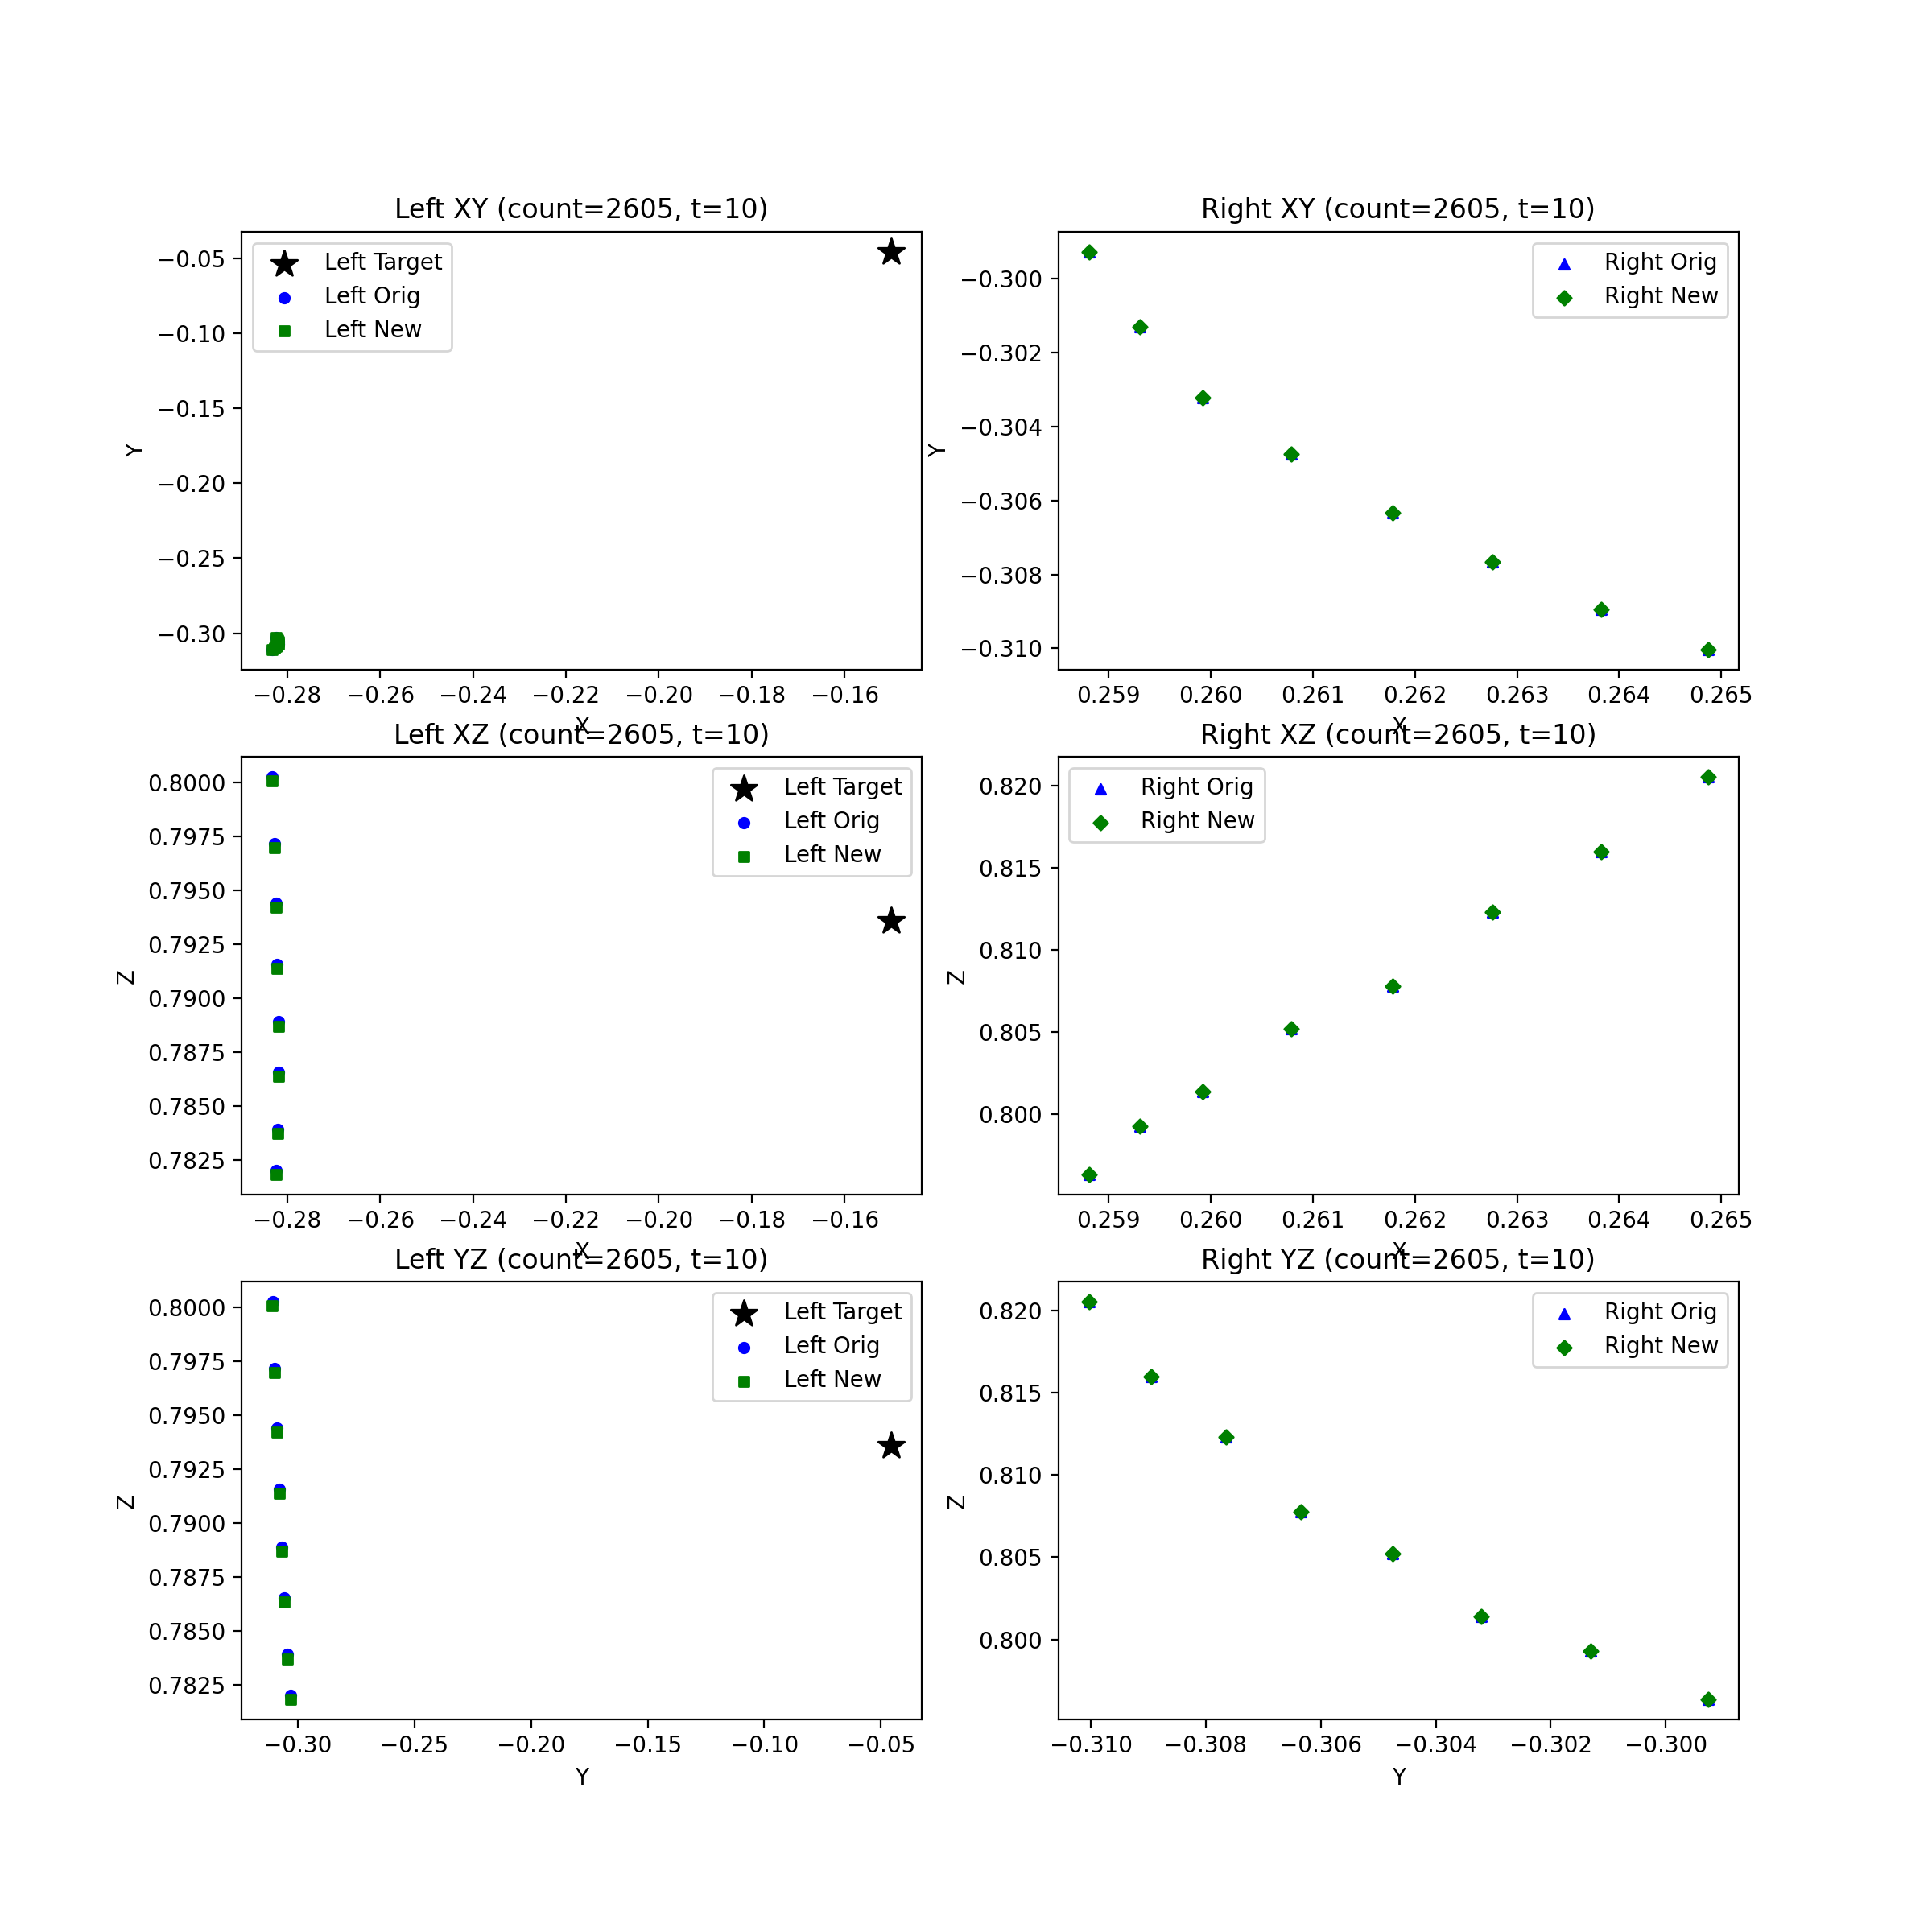 Left XY (count=2605, t=10)
Left Target
Left Orig
Left New
−0.05
−0.10
−0.15
−0.20
−0.25
−0.30
Y
−0.28 −0.26 −0.24 −0.22 −0.20 −0.18 −0.16
X
Right XY (count=2605, t=10)
Right Orig
Right New
−0.300
−0.302
−0.304
−0.306
−0.308
−0.310
Y
0.259 0.260 0.261 0.262 0.263 0.264 0.265
X
Left XZ (count=2605, t=10)
Left Target
Left Orig
Left New
0.8000
0.7975
0.7950
0.7925
0.7900
0.7875
0.7850
0.7825
Z
−0.28 −0.26 −0.24 −0.22 −0.20 −0.18 −0.16
X
Right XZ (count=2605, t=10)
Right Orig
Right New
0.820
0.815
0.810
0.805
0.800
Z
0.259 0.260 0.261 0.262 0.263 0.264 0.265
X
Left YZ (count=2605, t=10)
Left Target
Left Orig
Left New
0.8000
0.7975
0.7950
0.7925
0.7900
0.7875
0.7850
0.7825
Z
−0.30 −0.25 −0.20 −0.15 −0.10 −0.05
Y
Right YZ (count=2605, t=10)
Right Orig
Right New
0.820
0.815
0.810
0.805
0.800
Z
−0.310 −0.308 −0.306 −0.304 −0.302 −0.300
Y